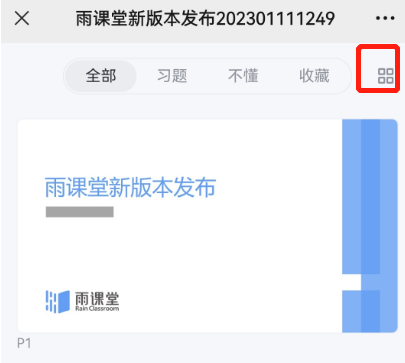 雨课堂新版本发布202301111249
全部 习题 不懂 收藏
雨课堂新版本发布
雨课堂
Rain Classroom
P1